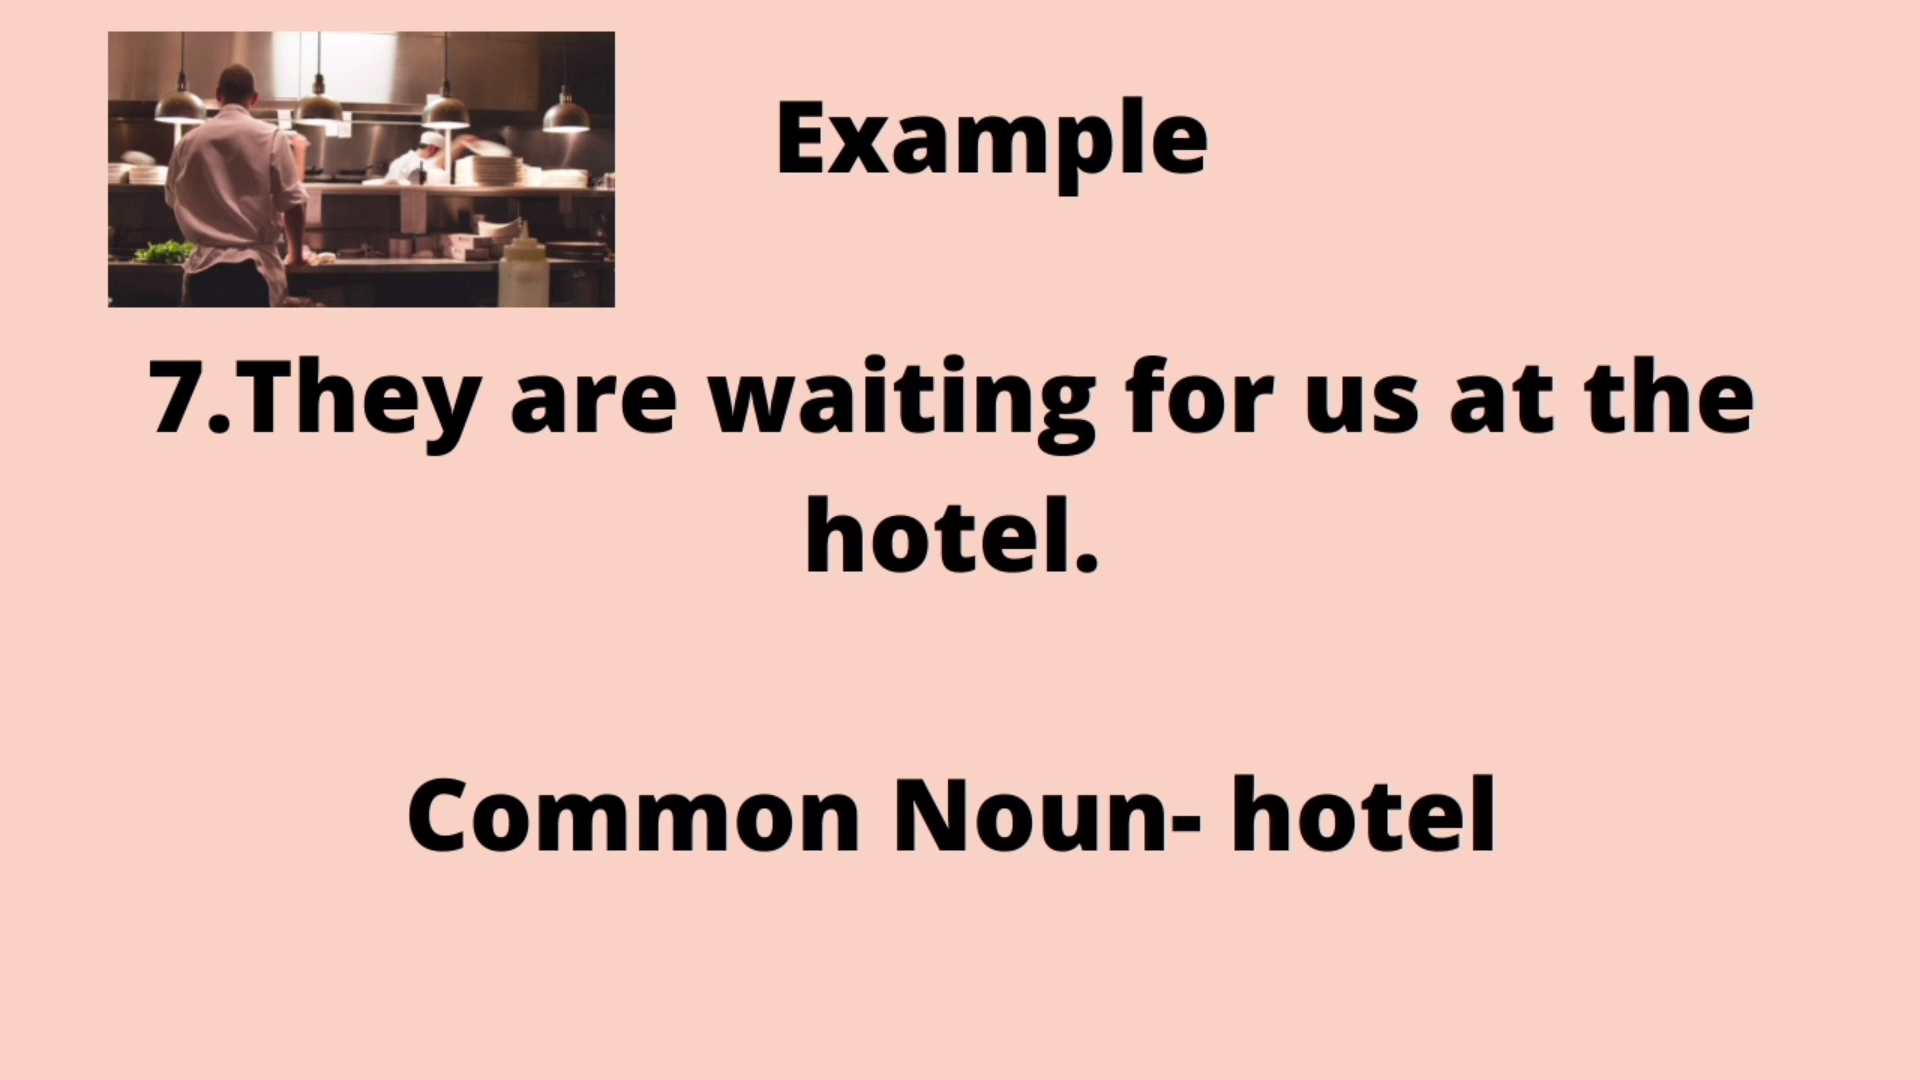 Example
7.They are waiting for us at the
hotel.
Common Noun- hotel